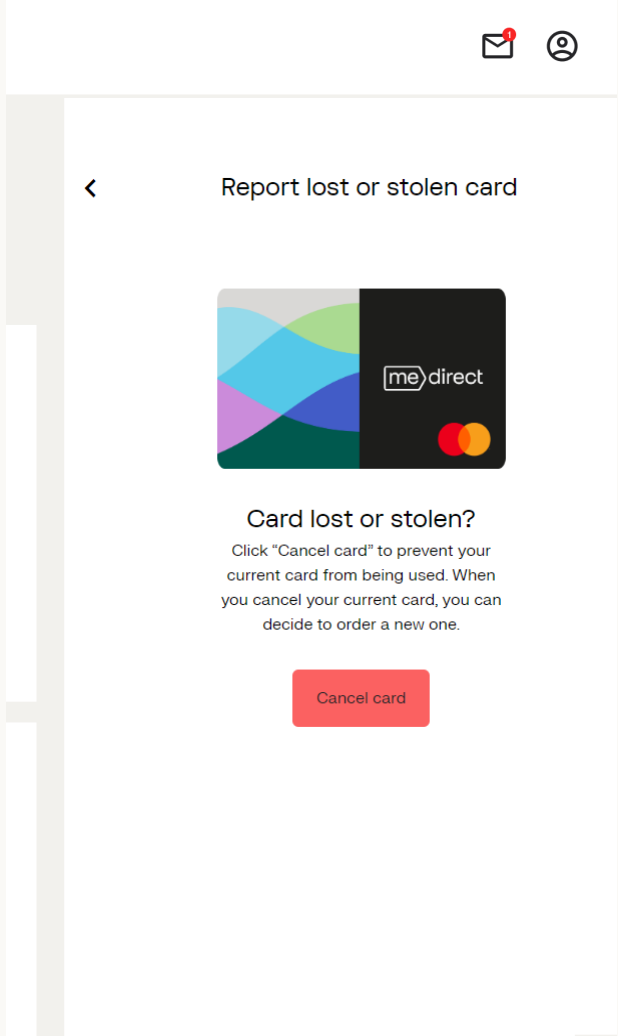 1
Report lost or stolen card
me direct
Card lost or stolen?
Click “Cancel card” to prevent your
current card from being used. When
you cancel your current card, you can
decide to order a new one.
Cancel card